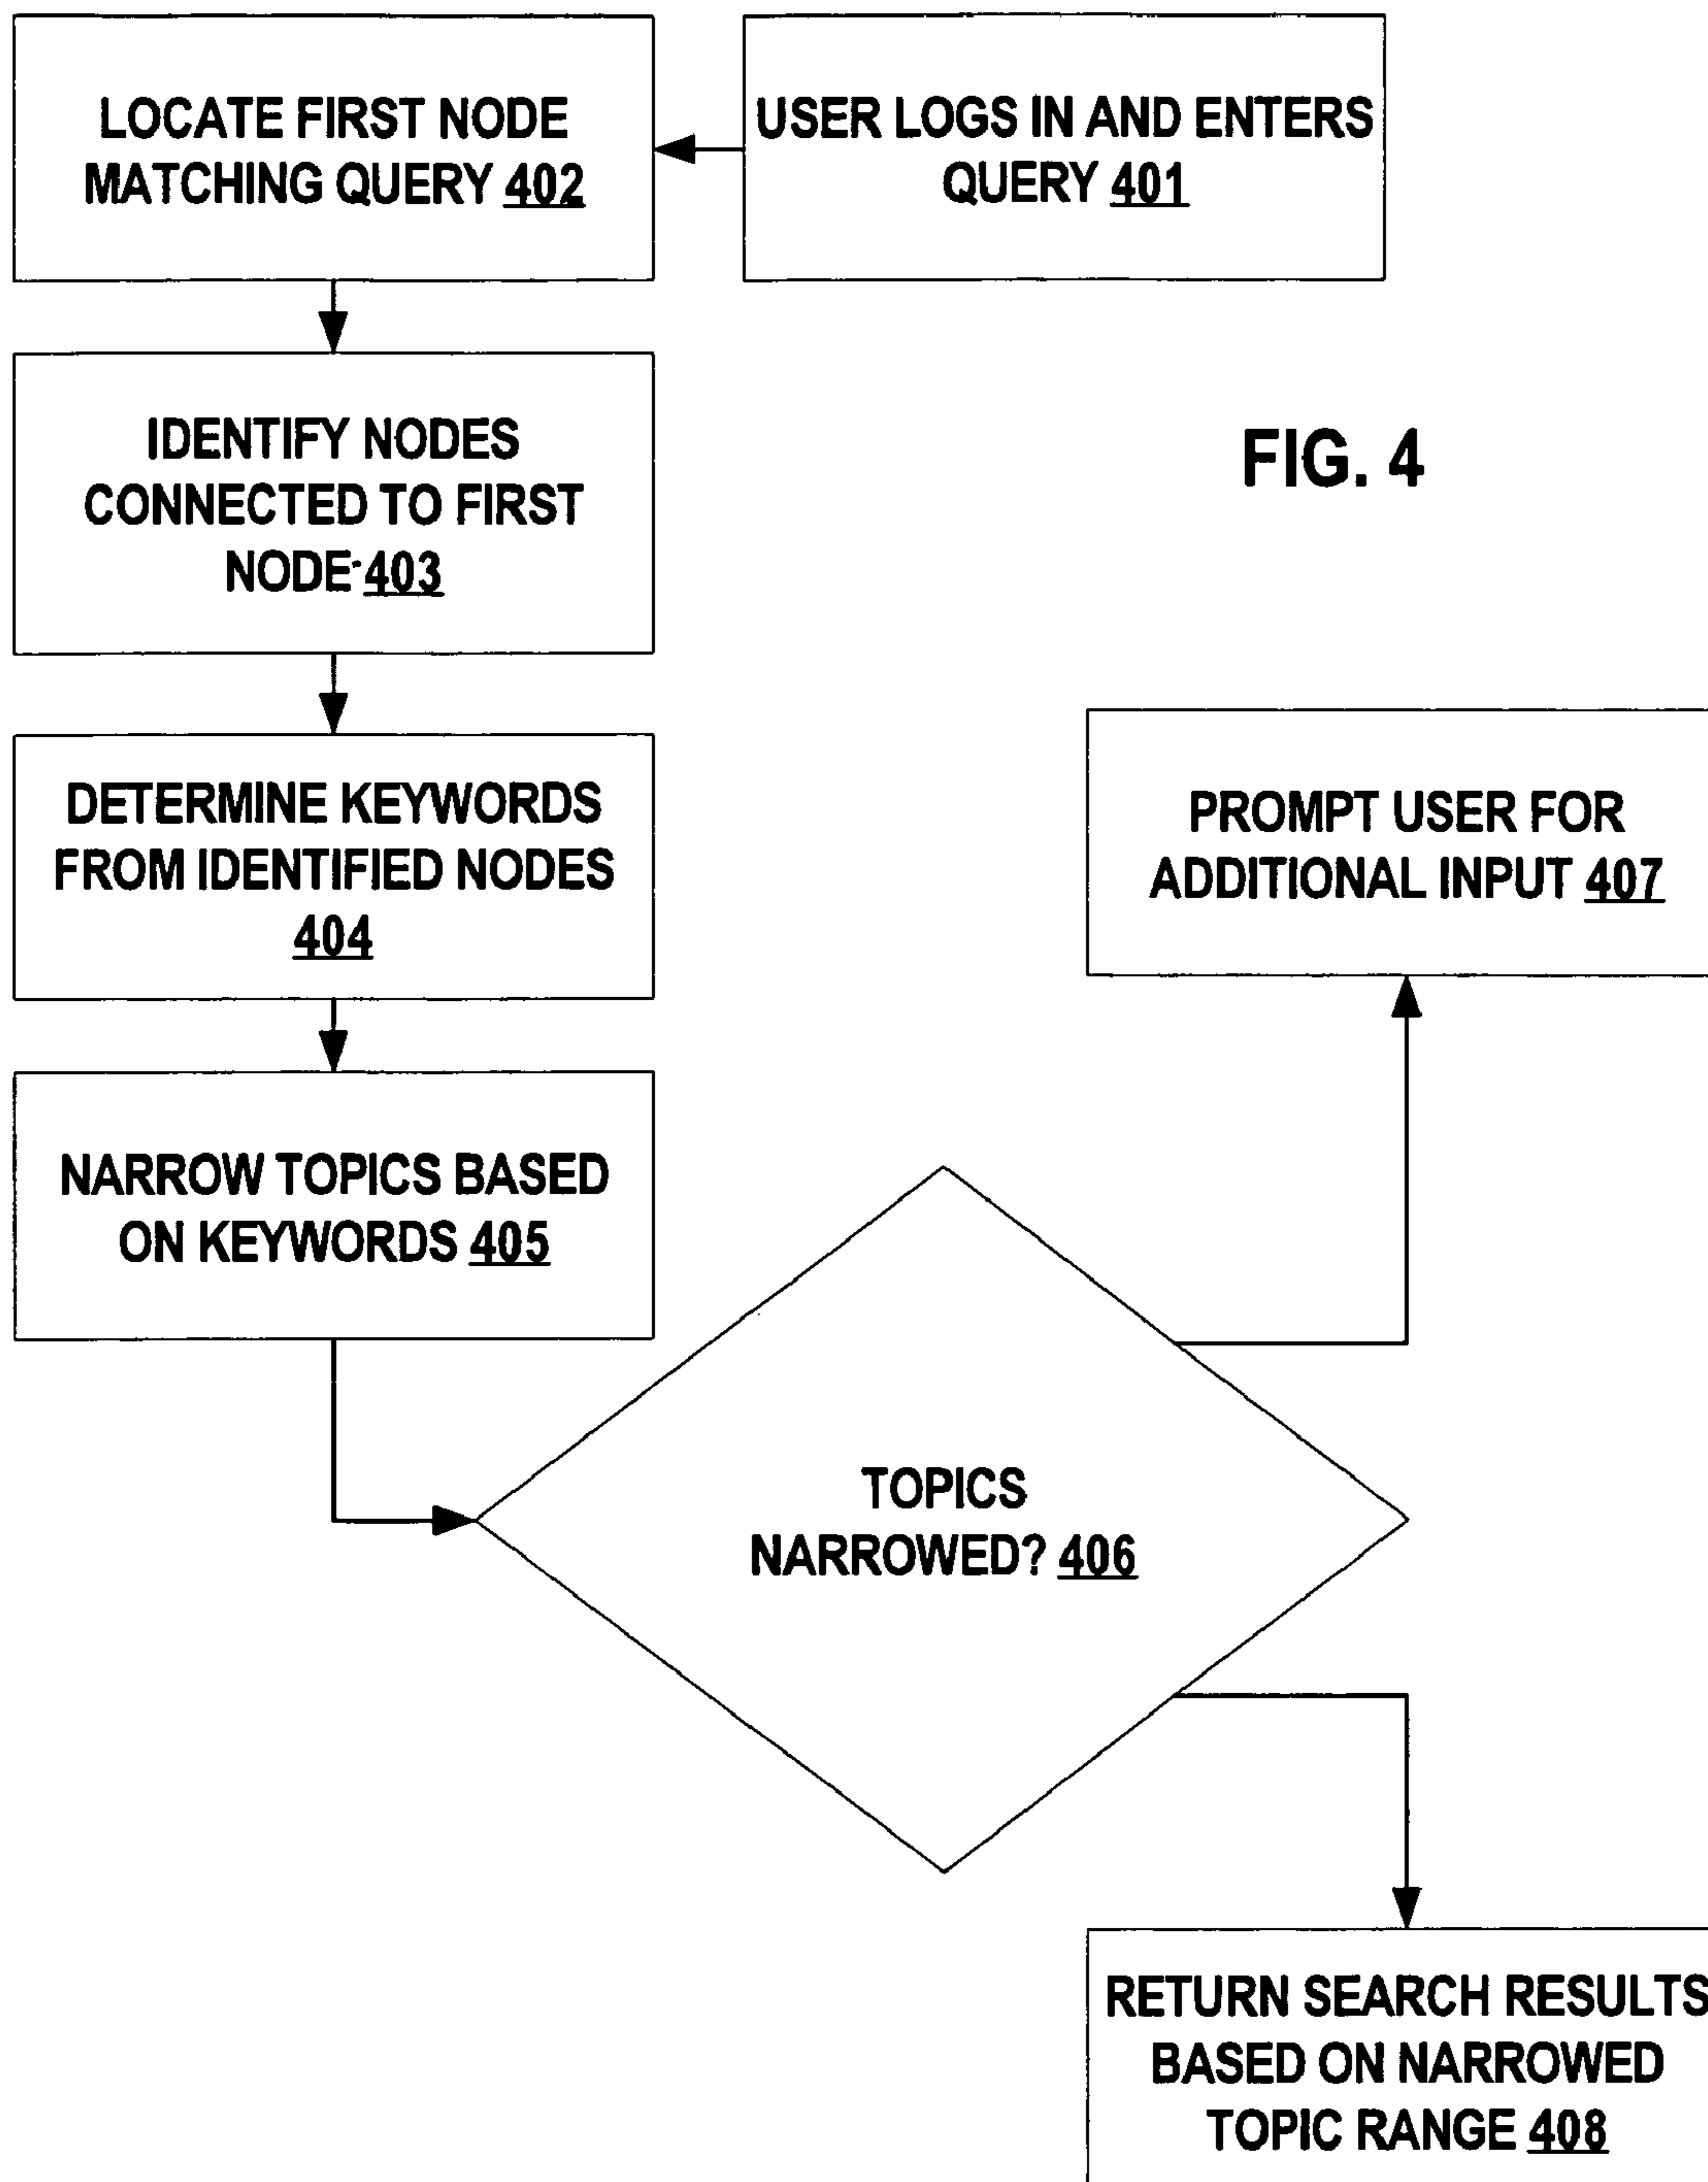 USER LOGS IN AND ENTERS
QUERY 401
LOCATE FIRST NODE
MATCHING QUERY 402
IDENTIFY NODES
CONNECTED TO FIRST
NODE 403
FIG. 4
DETERMINE KEYWORDS
FROM IDENTIFIED NODES
404
NARROW TOPICS BASED
ON KEYWORDS 405
TOPICS
NARROWED? 406
PROMPT USER FOR
ADDITIONAL INPUT 407
RETURN SEARCH RESULTS
BASED ON NARROWED
TOPIC RANGE 408